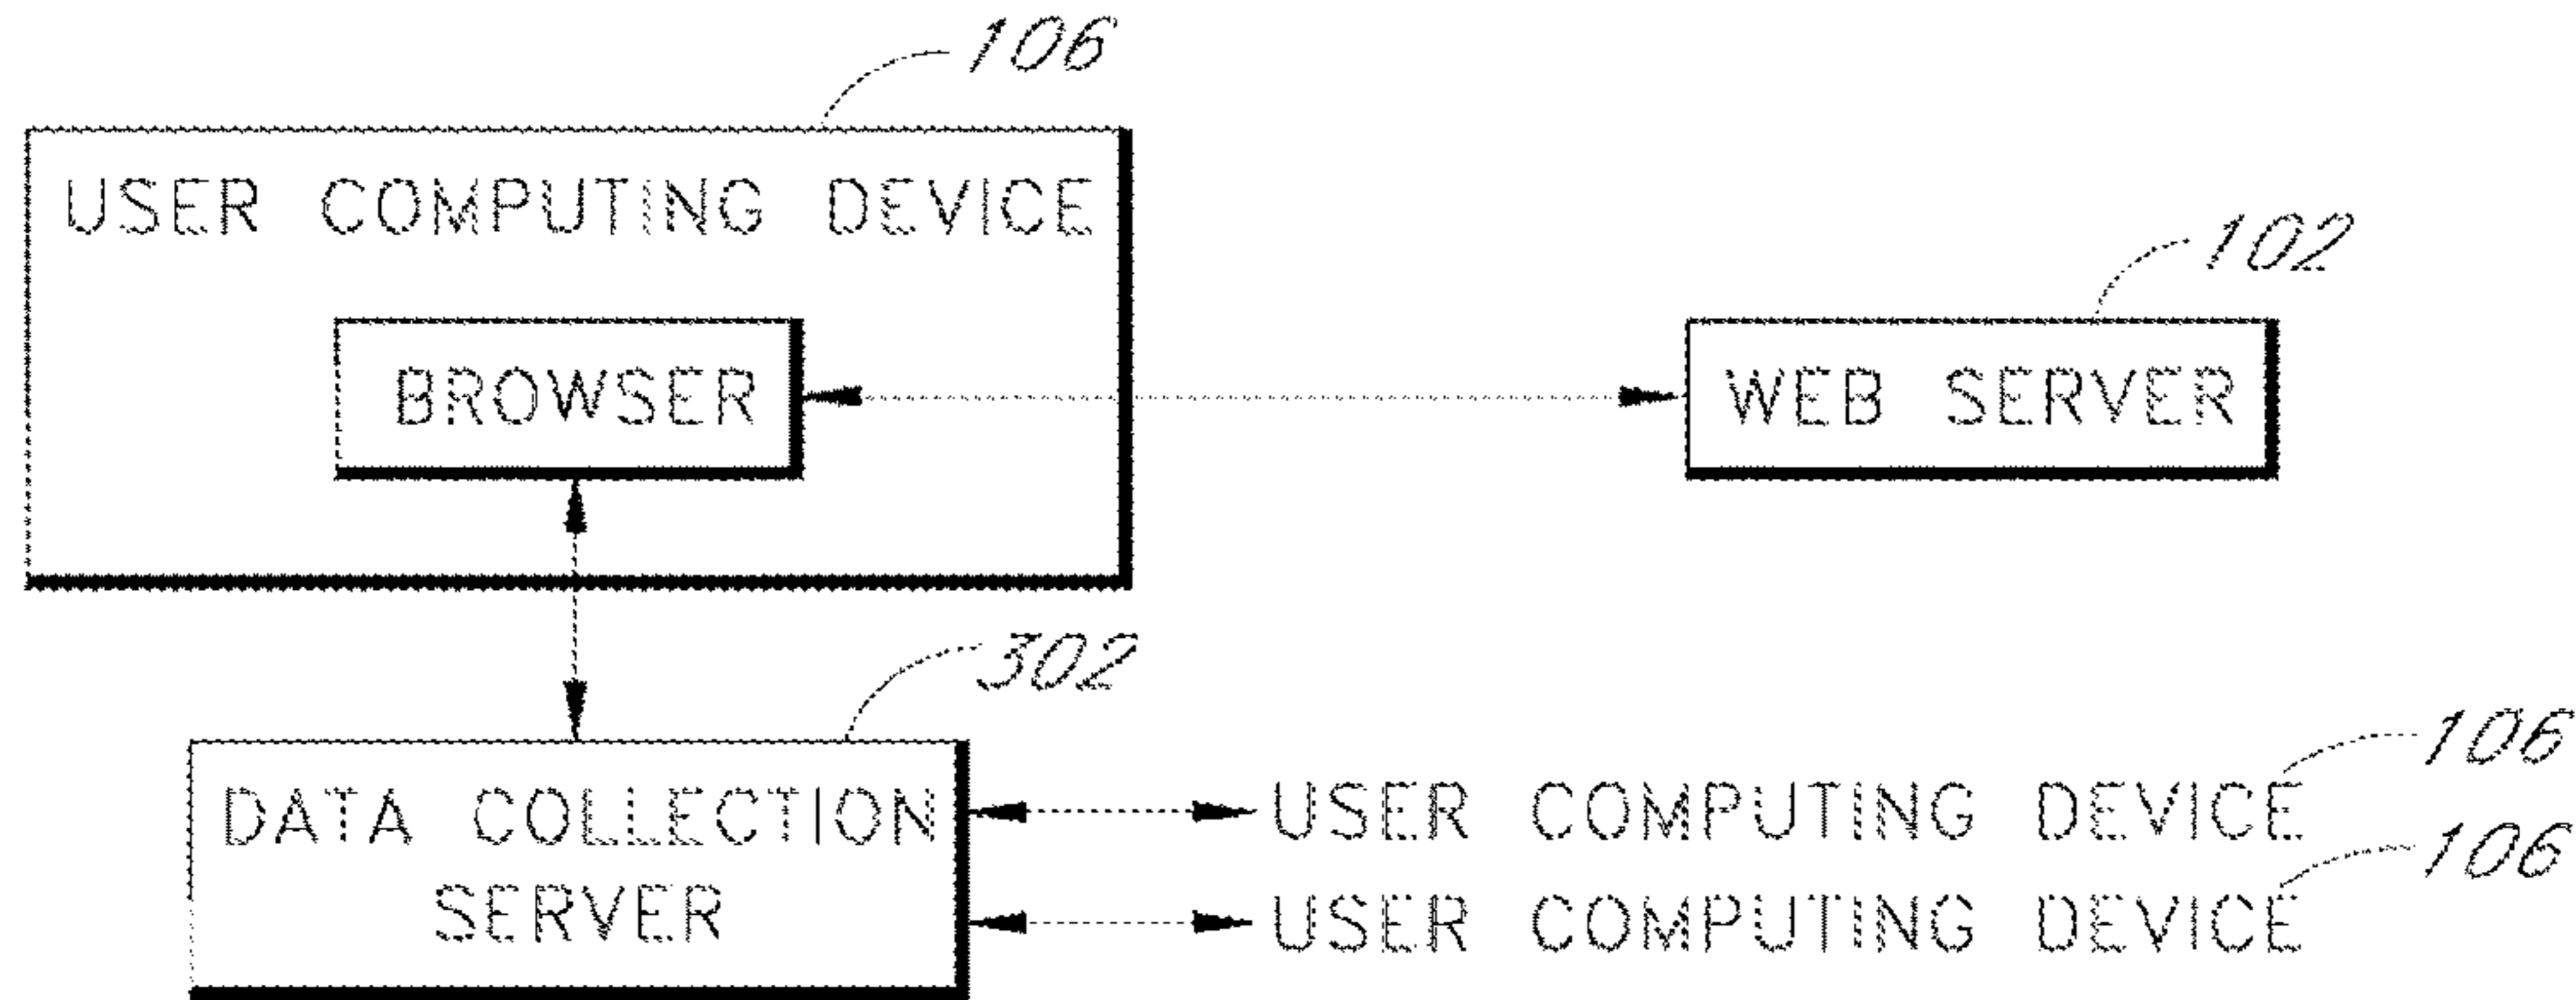 106
USER COMPUTING DEVICE
102
BROWSER
WEB SERVER
302
106
DATA COLLECTION
SERVER
USER COMPUTING DEVICE
106
USER COMPUTING DEVICE